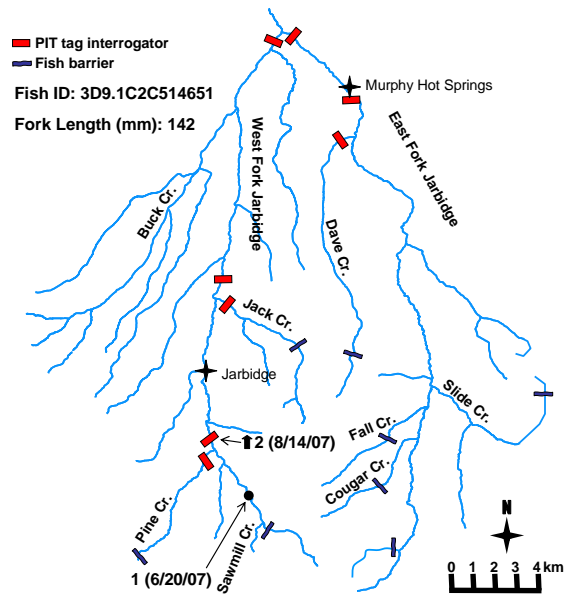 PIT tag interrogator
Fish barrier
Fish ID: 3D9.1C2C514651
Fork Length (mm): 142
Murphy Hot Springs
West Fork Jarbidge
East Fork Jarbidge
Buck Cr.
Dave Cr.
Jack Cr.
Jarbidge
Slide Cr.
Fall Cr.
2 (8/14/07)
Cougar Cr.
Pine Cr.
Sawmill Cr.
1 (6/20/07)
N
0 1 2 3 4 km